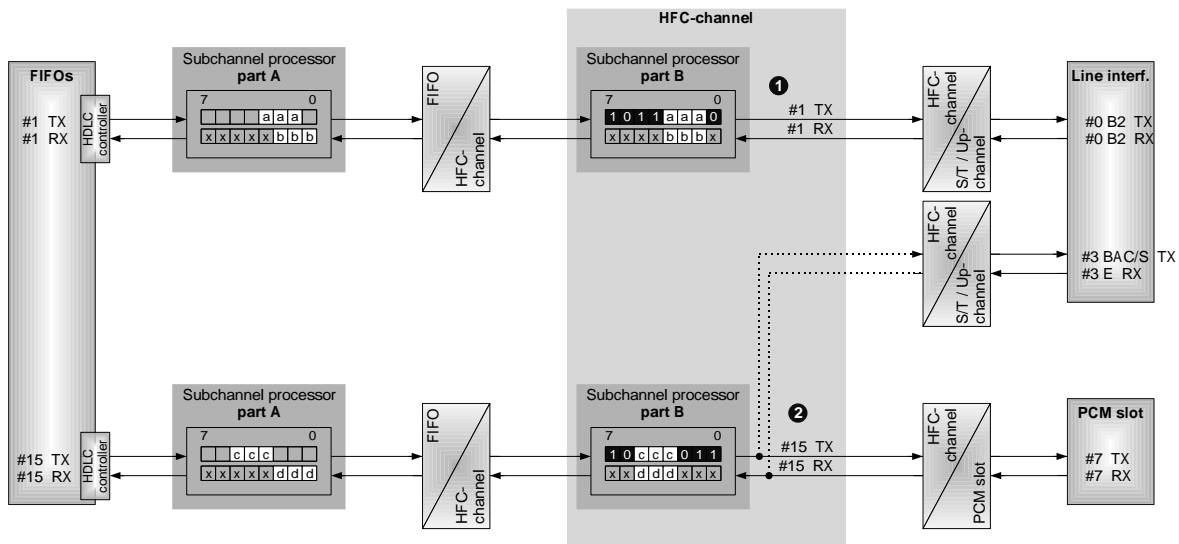 HFC-channel
FIFOs
#1 TX
#1 RX
HDLC
controller
Subchannel processor
part A
7 0
a a a
x x x x x b b b
FIFO
HFC-
channel
Subchannel processor
part B
7 0
1 0 1 1 a a a 0
x x x x b b b x
1
#1 TX
#1 RX
HFC-
channel
S/T / Up-
channel
Line interf.
#0 B2 TX
#0 B2 RX
HFC-
channel
S/T / Up-
channel
#3 BAC/S TX
#3 E RX
#15 TX
#15 RX
HDLC
controller
Subchannel processor
part A
7 0
c c c
x x x x x d d d
FIFO
HFC-
channel
Subchannel processor
part B
7 0
1 0 c c c 0 1 1
x x d d d x x x
2
#15 TX
#15 RX
HFC-
channel
PCM slot
PCM slot
#7 TX
#7 RX